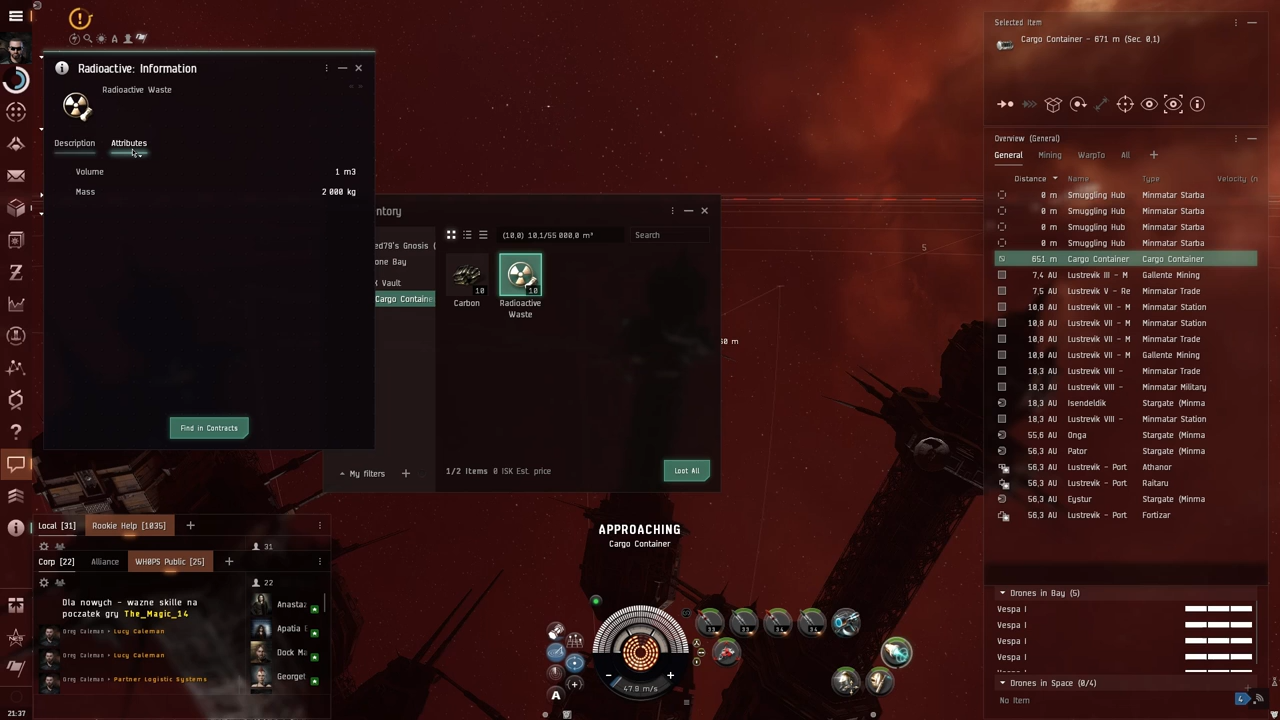 Radioactive: Information
Radioactive Waste
Description
Attributes
Volume 1 m3
Mass 2 000 kg
Find in Contracts
ntory
ed79's Gnosis (
one Bay
Vault
Cargo Containe
(10,0) 10,1/55 000,0 m³
Search
10
Carbon
10
Radioactive
Waste
My filters
1/2 Items 0 ISK Est. price
Loot All
5
Selected Item
Cargo Container - 671 m (Sec. 0,1)
Overview (General)
General Mining WarpTo All
Distance Name Type Velocity (n
0 m Smuggling Hub Minmatar Starba
0 m Smuggling Hub Minmatar Starba
0 m Smuggling Hub Minmatar Starba
0 m Smuggling Hub Minmatar Starba
651 m Cargo Container Cargo Container
7,4 AU Lustrevik III - M Gallente Mining
7,5 AU Lustrevik V - Re Minmatar Trade
10,8 AU Lustrevik VII - M Minmatar Station
10,8 AU Lustrevik VII - M Minmatar Station
10,8 AU Lustrevik VII - M Minmatar Trade
10,8 AU Lustrevik VII - M Gallente Mining
18,3 AU Lustrevik VIII - Minmatar Trade
18,3 AU Lustrevik VIII - Minmatar Military
18,3 AU Isendeldik Stargate (Minma
18,3 AU Lustrevik VIII - Minmatar Station
55,6 AU Onga Stargate (Minma
56,3 AU Pator Stargate (Minma
56,3 AU Lustrevik - Port Athanor
56,3 AU Lustrevik - Port Raitaru
56,3 AU Eystur Stargate (Minma
56,3 AU Lustrevik - Port Fortizar
Local [31] Rookie Help [1035]
31
Corp [22] Alliance WH0PS Public [25]
22
Dla nowych - wazne skille na
poczatek gry The_Magic_14
Greg Caleman > Lucy Caleman
Greg Caleman > Lucy Caleman
Greg Caleman > Partner Logistic Systems
Anasta
Apatia
Dock Ma
George
APPROACHING
Cargo Container
47.9 m/s
A
Drones in Bay (5)
Vespa I
Vespa I
Vespa I
Vespa I
Drones in Space (0/4)
No Item
4
21:37